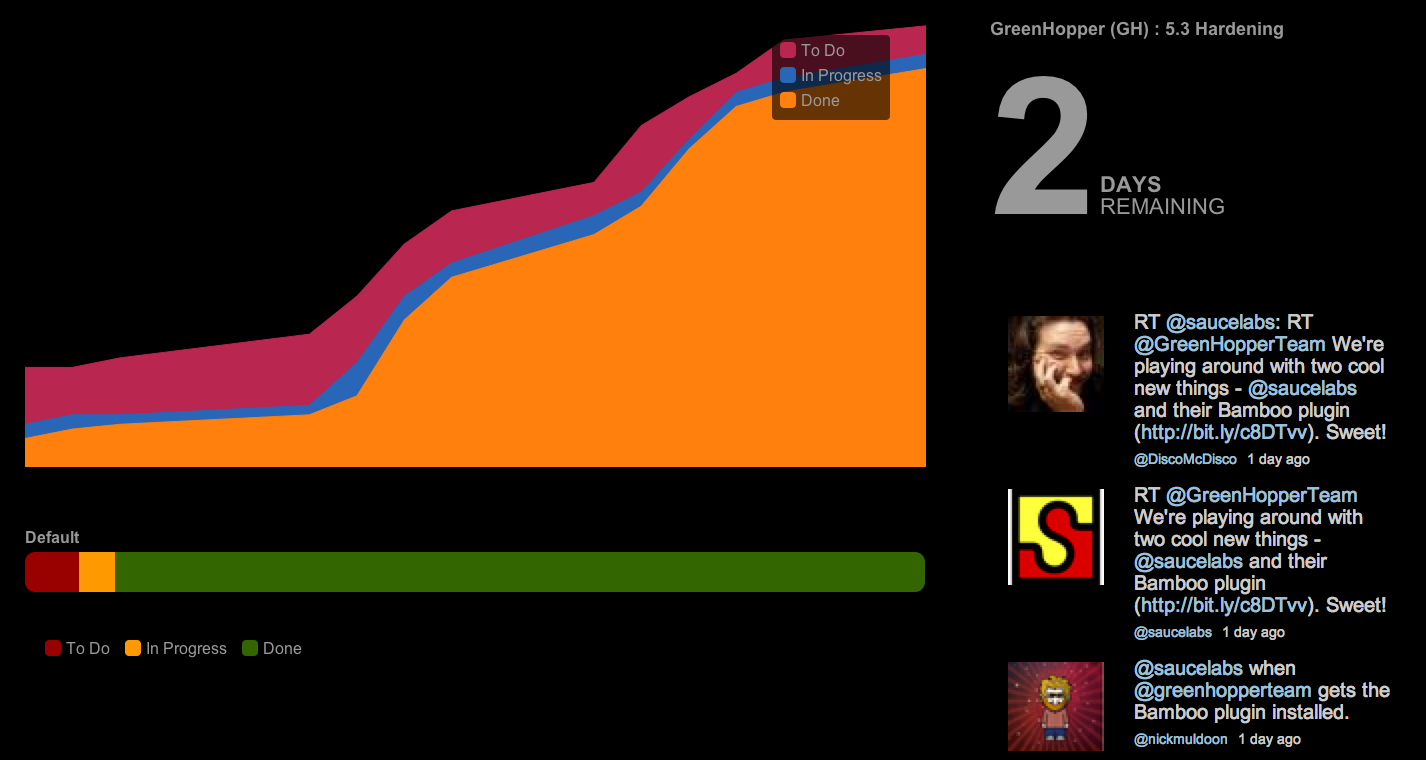 To Do
In Progress
Done
Default
To Do
In Progress
Done
GreenHopper (GH) : 5.3 Hardening
2
DAYS
REMAINING
RT @saucelabs: RT
@GreenHopperTeam We're
playing around with two cool
new things - @saucelabs
and their Bamboo plugin
(http://bit.ly/c8DTvv). Sweet!
@DiscoMcDisco 1 day ago
RT @GreenHopperTeam
We're playing around with
two cool new things -
@saucelabs and their
Bamboo plugin
(http://bit.ly/c8DTvv). Sweet!
@saucelabs 1 day ago
@saucelabs when
@greenhopperteam gets the
Bamboo plugin installed.
@nickmuldoon 1 day ago